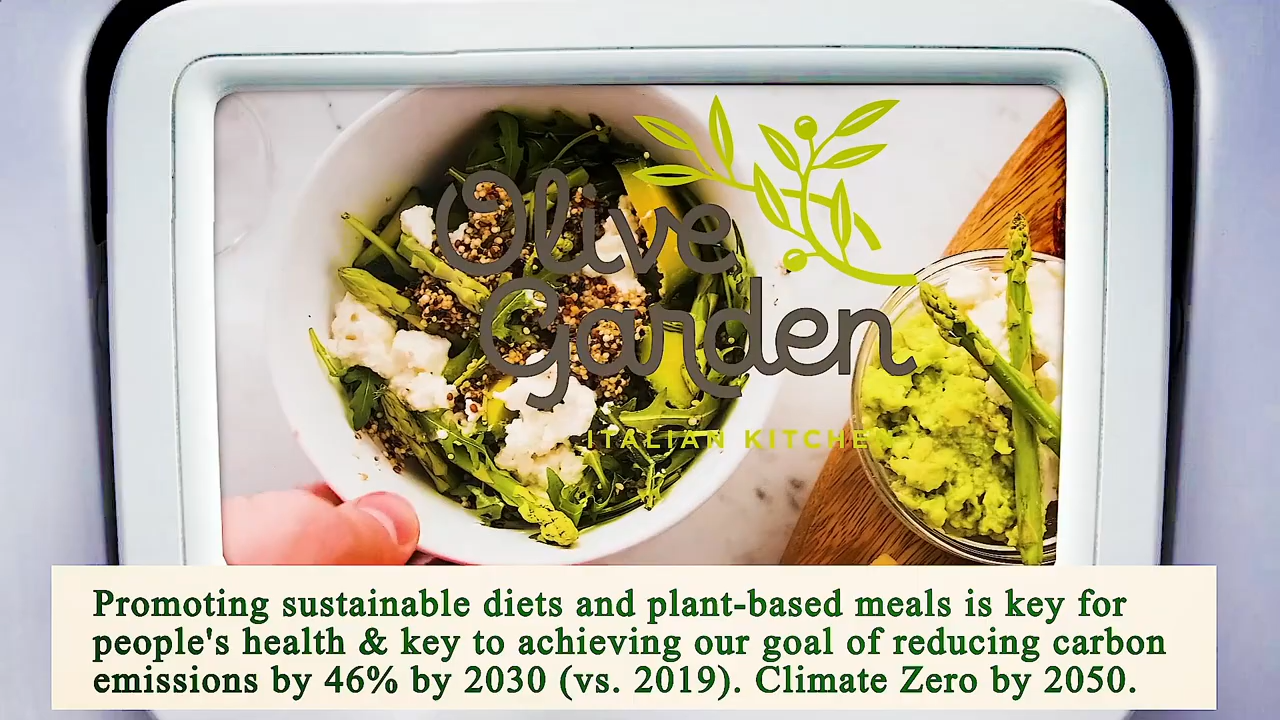 Olive
Garden
ITALIAN KITCHEN
Promoting sustainable diets and plant-based meals is key for
people's health & key to achieving our goal of reducing carbon
emissions by 46% by 2030 (vs. 2019). Climate Zero by 2050.